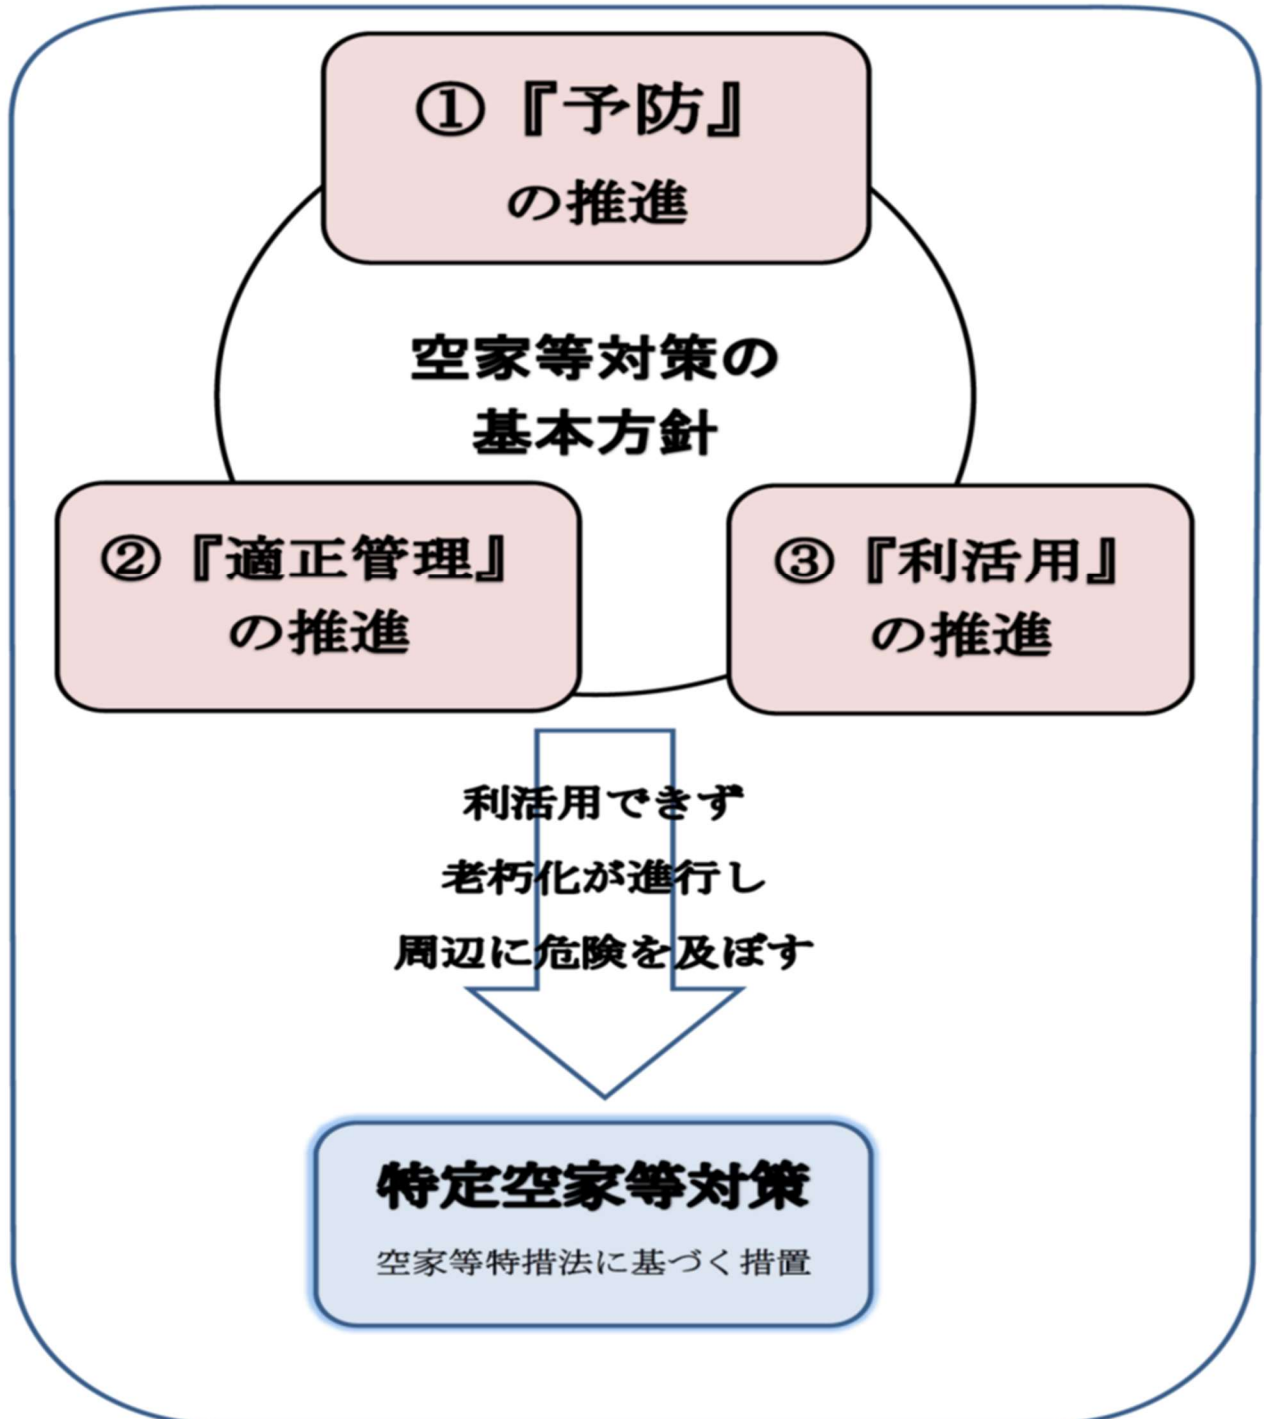 ①『予防』
の推進
空家等対策の
基本方針
②『適正管理』
の推進
③『利活用』
の推進
利活用できず
老朽化が進行し
周辺に危険を及ぼす
特定空家等対策
空家等特措法に基づく措置